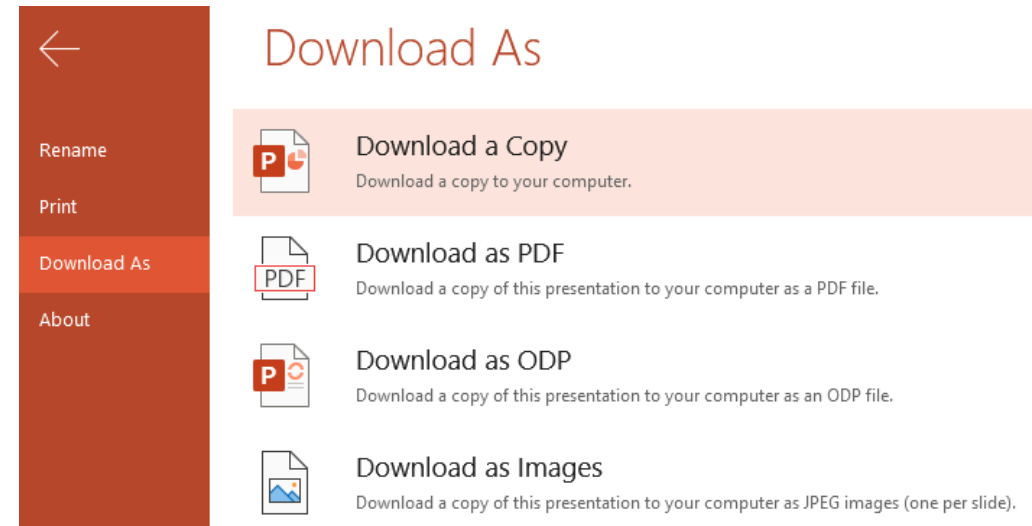 Download As
Rename
Print
Download As
About
P
Download a Copy
Download a copy to your computer.
PDF
Download as PDF
Download a copy of this presentation to your computer as a PDF file.
P
Download as ODP
Download a copy of this presentation to your computer as an ODP file.
Download as Images
Download a copy of this presentation to your computer as JPEG images (one per slide).